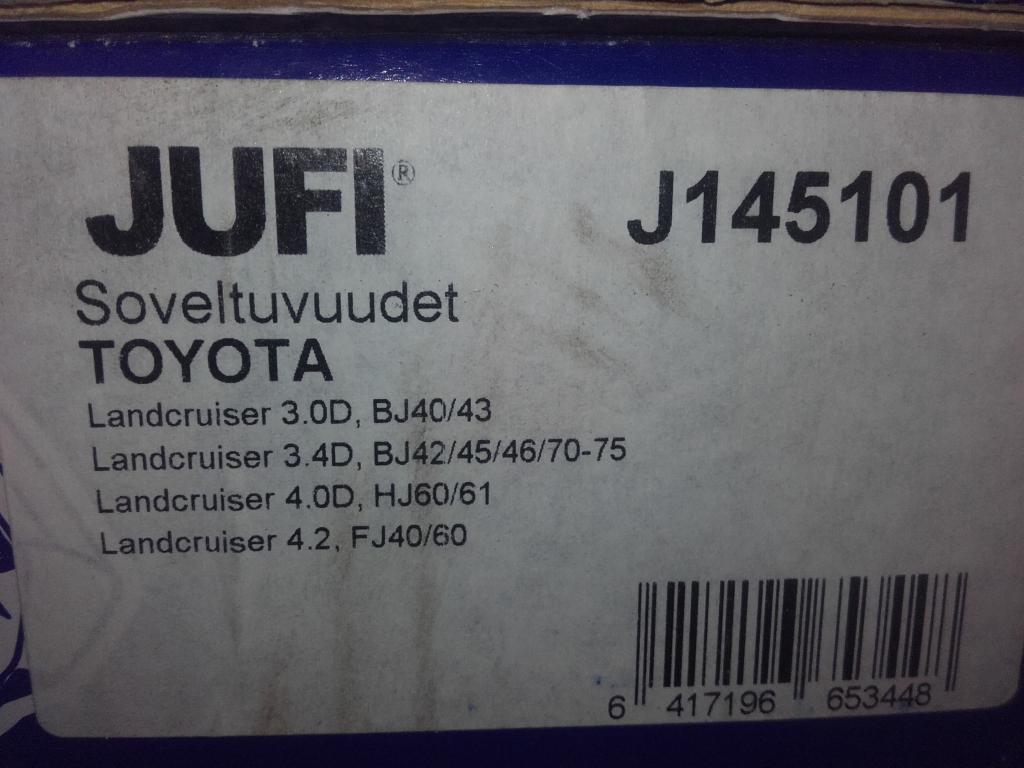 JUFI®
J145101
Soveltuvuudet
TOYOTA
Landcruiser 3.0D, BJ40/43
Landcruiser 3.4D, BJ42/45/46/70-75
Landcruiser 4.0D, HJ60/61
Landcruiser 4.2, FJ40/60
6 417196 653448